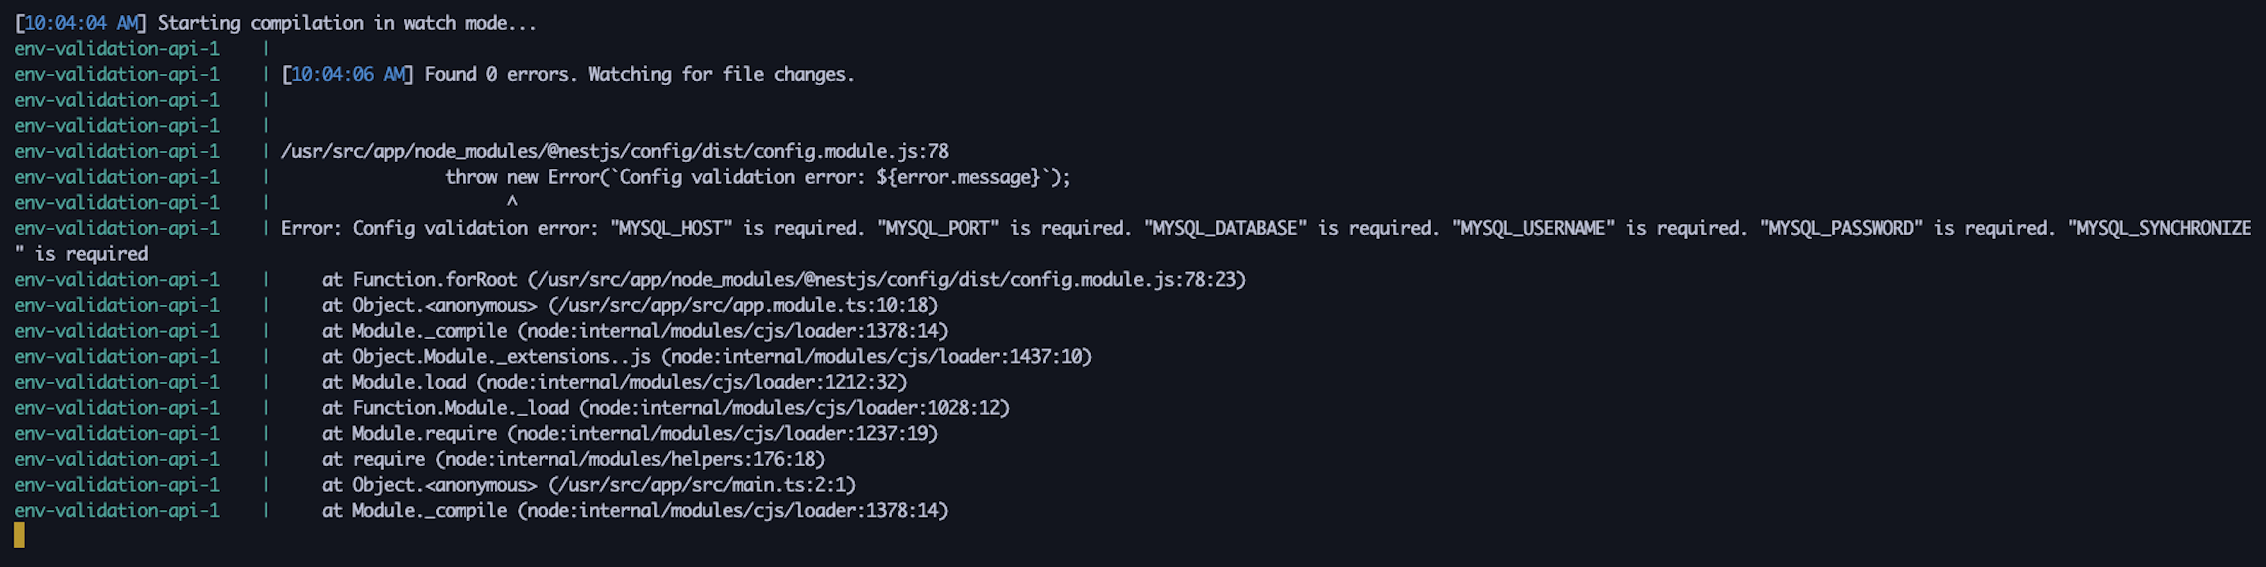 [10:04:04 AM] Starting compilation in watch mode...
env-validation-api-1    |
env-validation-api-1    | [10:04:06 AM] Found 0 errors. Watching for file changes.
env-validation-api-1    |
env-validation-api-1    |
env-validation-api-1    | /usr/src/app/node_modules/@nestjs/config/dist/config.module.js:78
env-validation-api-1    |                 throw new Error(`Config validation error: ${error.message}`);
env-validation-api-1    |                       ^
env-validation-api-1    | Error: Config validation error: "MYSQL_HOST" is required. "MYSQL_PORT" is required. "MYSQL_DATABASE" is required. "MYSQL_USERNAME" is required. "MYSQL_PASSWORD" is required. "MYSQL_SYNCHRONIZE
" is required
env-validation-api-1    |     at Function.forRoot (/usr/src/app/node_modules/@nestjs/config/dist/config.module.js:78:23)
env-validation-api-1    |     at Object.<anonymous> (/usr/src/app/src/app.module.ts:10:18)
env-validation-api-1    |     at Module._compile (node:internal/modules/cjs/loader:1378:14)
env-validation-api-1    |     at Object.Module._extensions..js (node:internal/modules/cjs/loader:1437:10)
env-validation-api-1    |     at Module.load (node:internal/modules/cjs/loader:1212:32)
env-validation-api-1    |     at Function.Module._load (node:internal/modules/cjs/loader:1028:12)
env-validation-api-1    |     at Module.require (node:internal/modules/cjs/loader:1237:19)
env-validation-api-1    |     at require (node:internal/modules/helpers:176:18)
env-validation-api-1    |     at Object.<anonymous> (/usr/src/app/src/main.ts:2:1)
env-validation-api-1    |     at Module._compile (node:internal/modules/cjs/loader:1378:14)